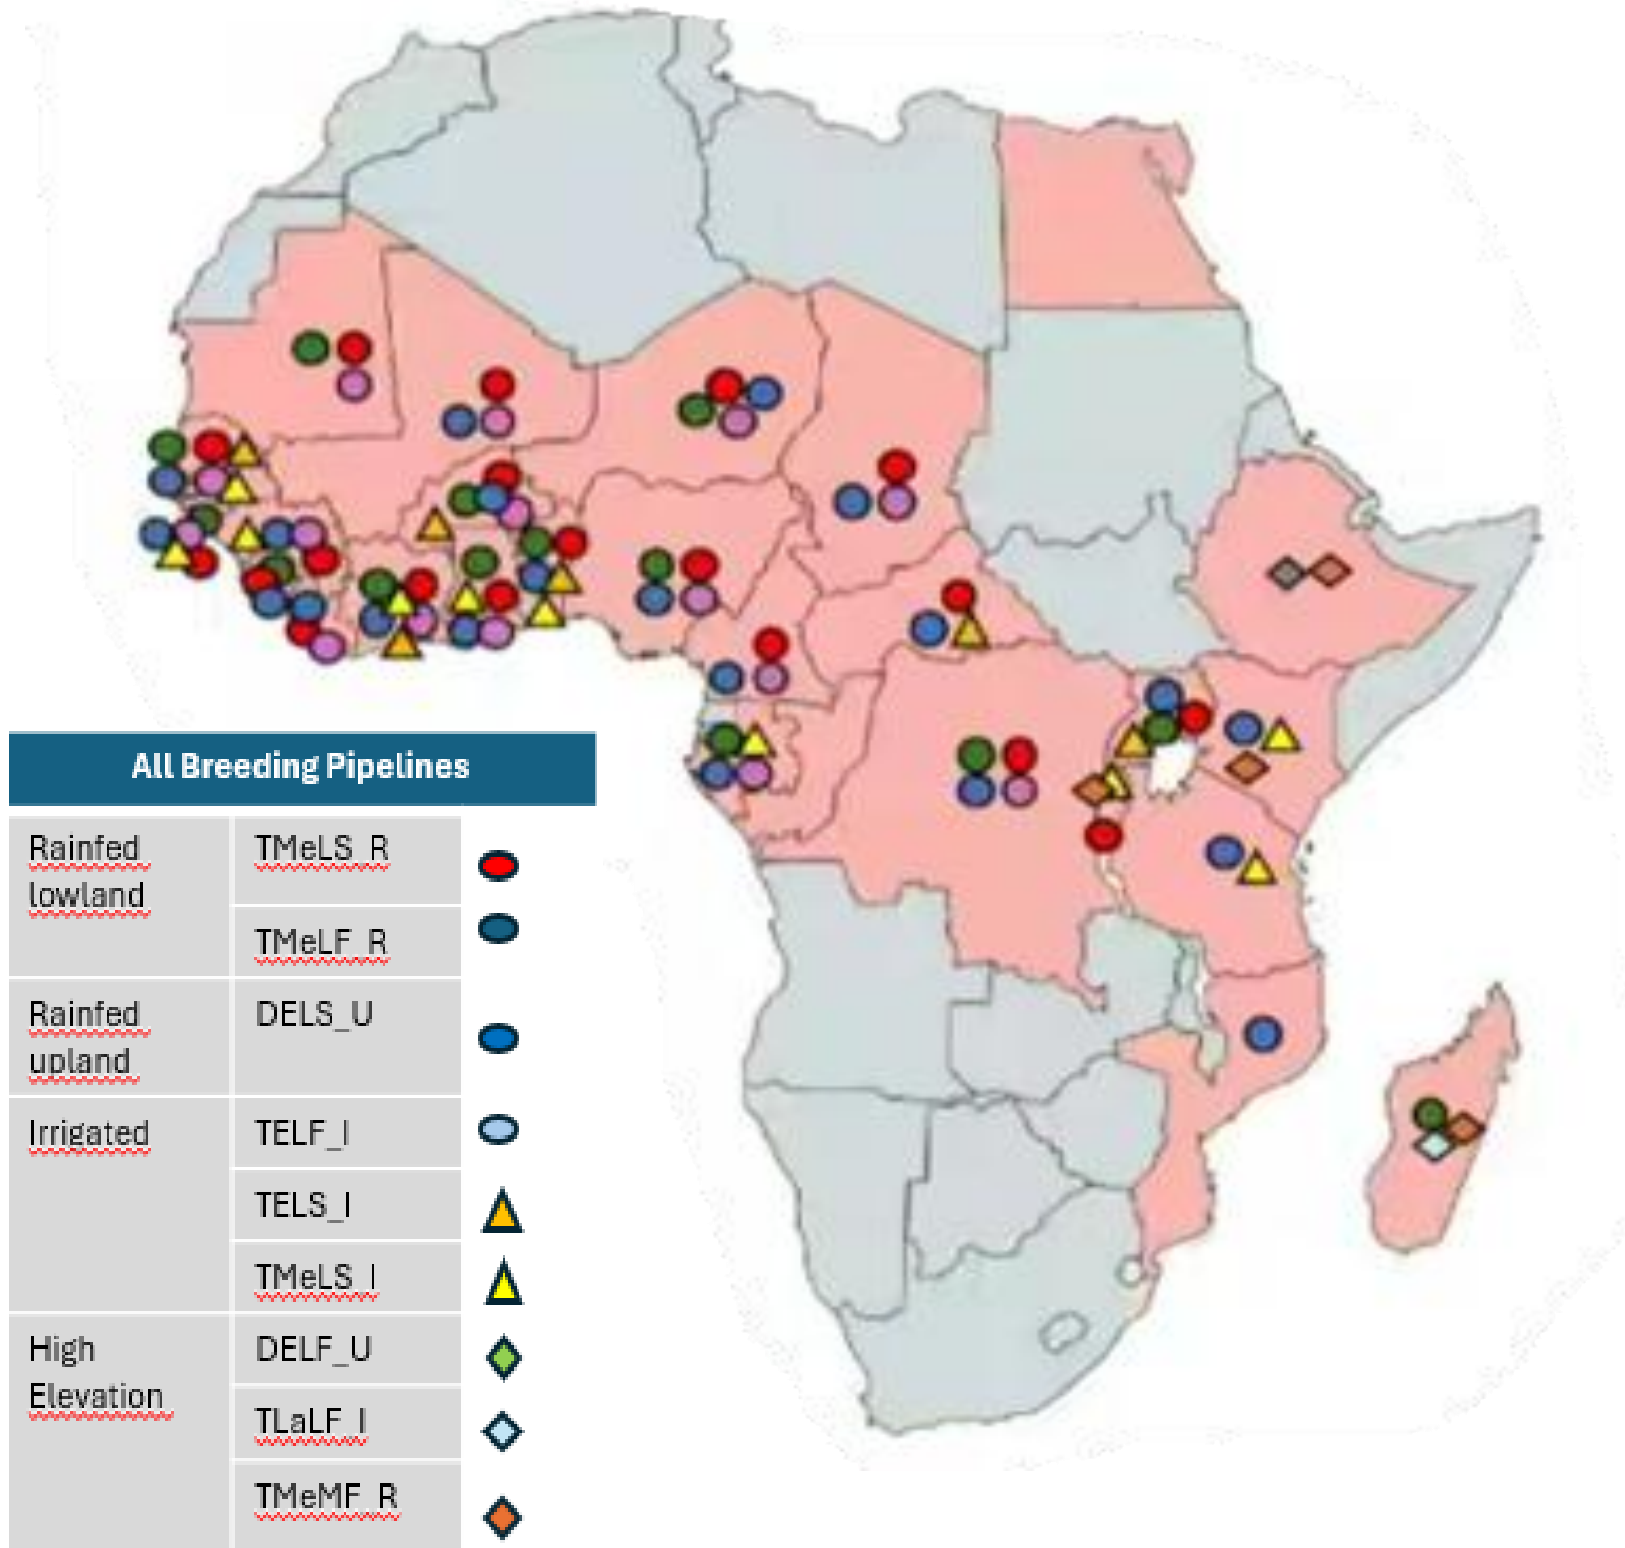 All Breeding Pipelines
Rainfed
lowland
TMeLS_R
TMeLF_R
Rainfed
upland
DELS_U
Irrigated
TELF_I
TELS_I
TMeLS_I
High
Elevation
DELF_U
TLaLF_I
TMeMF_R